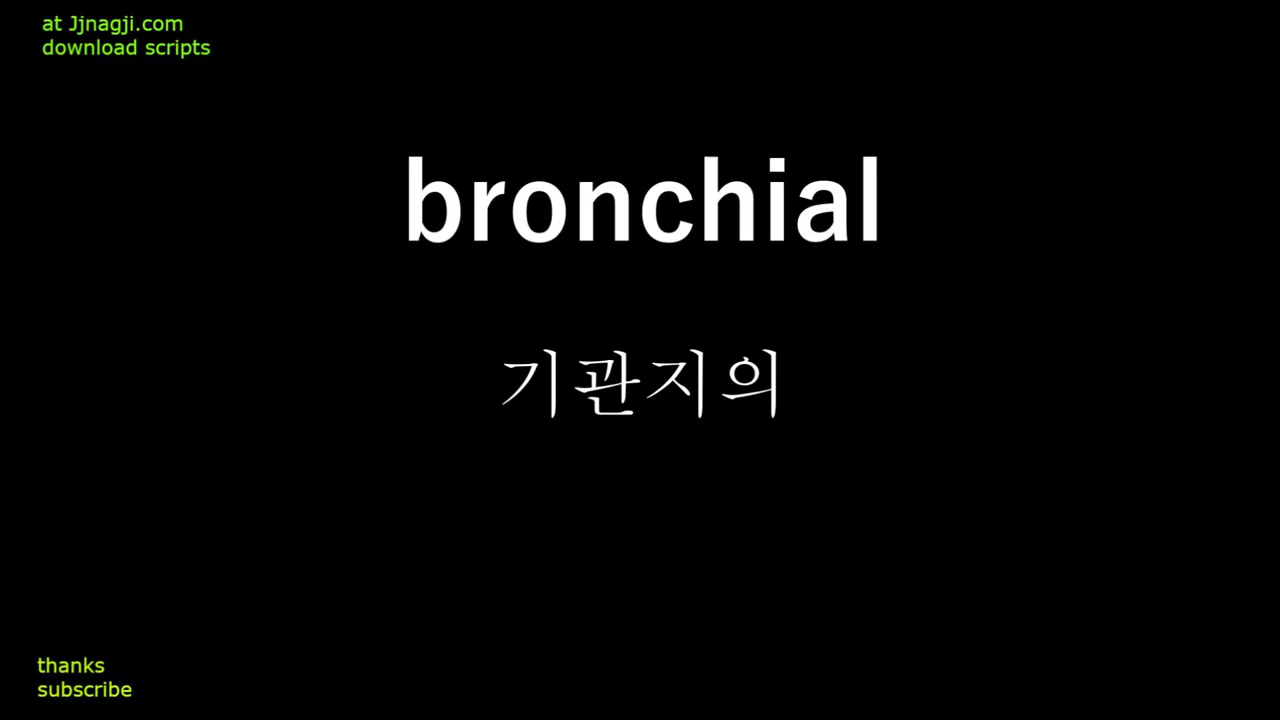 at Jjnagji.com
download scripts
bronchial
기관지의
thanks
subscribe